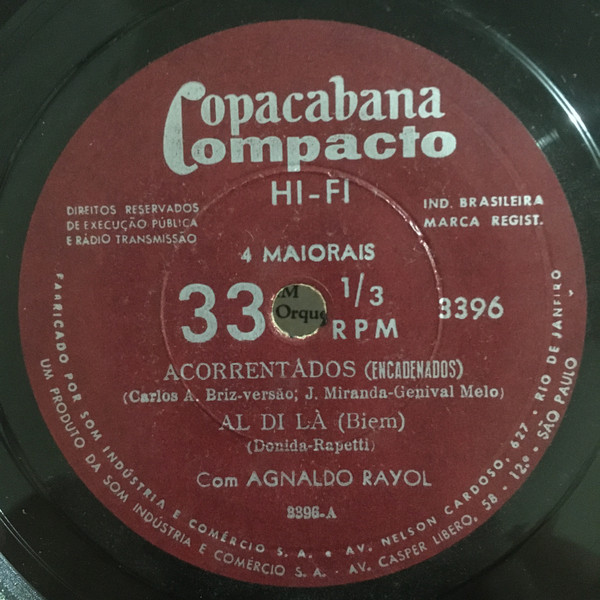 Copacabana
Compacto
HI-FI
DIREITOS RESERVADOS
DE EXECUÇÃO PÚBLICA
E RÁDIO TRANSMISSÃO
IND. BRASILEIRA
MARCA REGIST.
4 MAIORAIS
33 1/3
RPM
3396
M
Orqu
ACORRENTADOS (ENCADENADOS)
(Carlos A. Briz-versão; J. Miranda-Genival Melo)
AL DI LÀ (Biem)
(Donida-Rapetti)
Com AGNALDO RAYOL
3396-A
FABRICADO POR SOM INDÚSTRIA E COMÉRCIO S. A. • AV. NELSON CARDOSO, 627 • RIO DE JANEIRO
UM PRODUTO DA SOM INDÚSTRIA E COMÉRCIO S. A. - AV. CASPER LIBERO, 58 - 12.º - SÃO PAULO